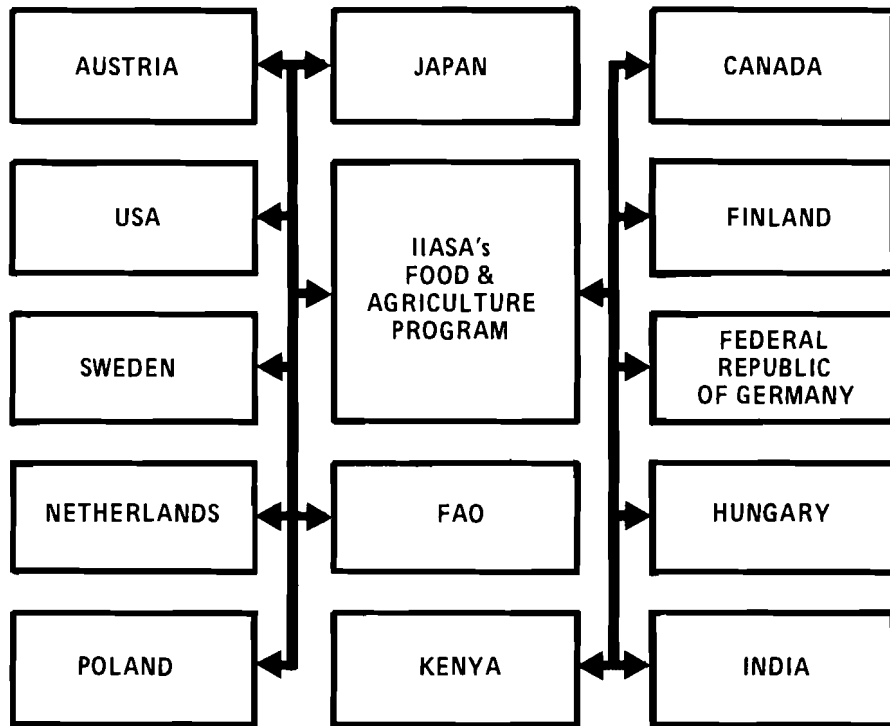 AUSTRIA
JAPAN
CANADA
USA
IIASA's
FOOD &
AGRICULTURE
PROGRAM
FINLAND
SWEDEN
FEDERAL
REPUBLIC
OF GERMANY
NETHERLANDS
FAO
HUNGARY
POLAND
KENYA
INDIA